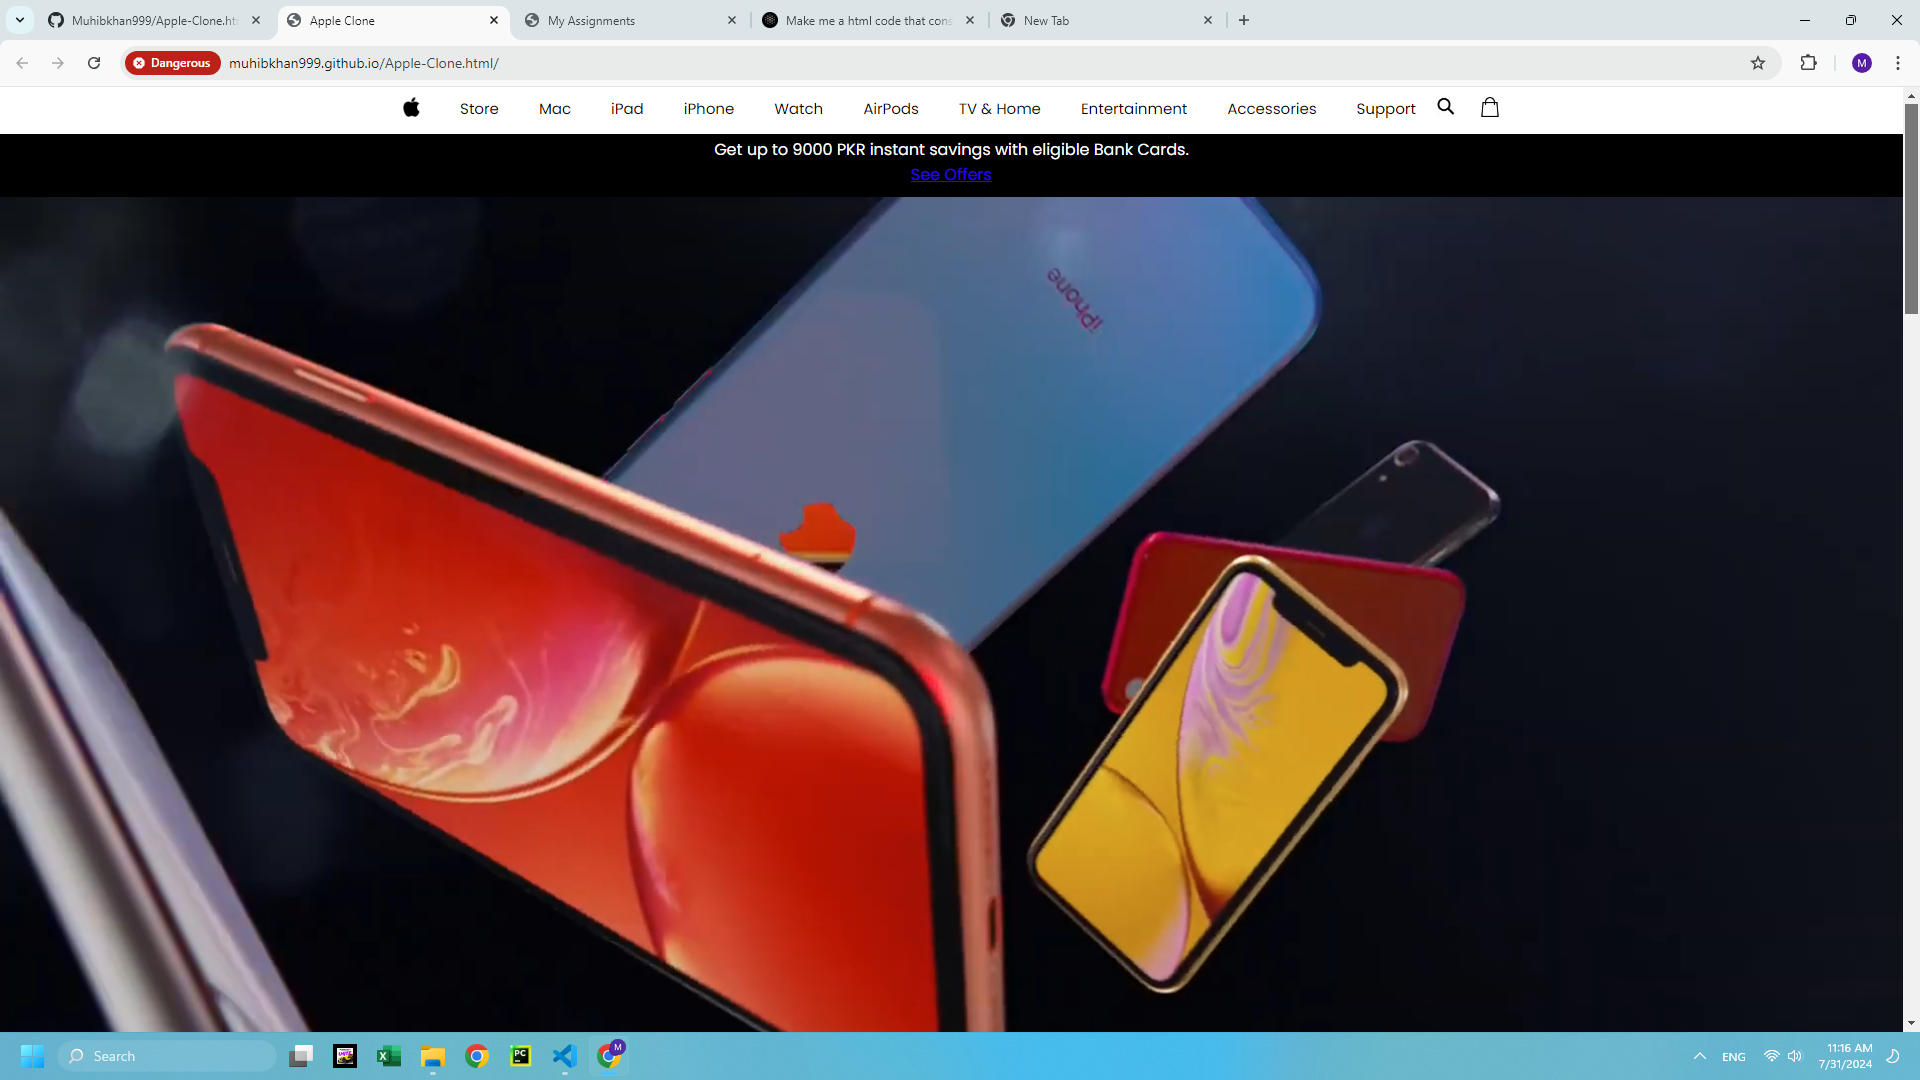 Muhibkhan999/Apple-Clone.ht
Apple Clone
My Assignments
Make me a html code that cons
New Tab
Dangerous
muhibkhan999.github.io/Apple-Clone.html/
M
Store
Mac
iPad
iPhone
Watch
AirPods
TV & Home
Entertainment
Accessories
Support
Get up to 9000 PKR instant savings with eligible Bank Cards.
See Offers
iPhone
Search
PC
M
ENG
11:16 AM
7/31/2024